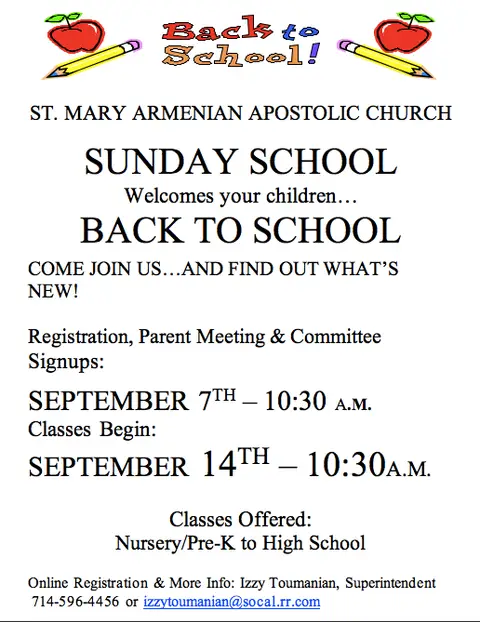 Back to
School!
ST. MARY ARMENIAN APOSTOLIC CHURCH
SUNDAY SCHOOL
Welcomes your children…
BACK TO SCHOOL
COME JOIN US…AND FIND OUT WHAT’S
NEW!
Registration, Parent Meeting & Committee
Signups:
SEPTEMBER 7TH – 10:30 A.M.
Classes Begin:
SEPTEMBER 14TH – 10:30A.M.
Classes Offered:
Nursery/Pre-K to High School
Online Registration & More Info: Izzy Toumanian, Superintendent
714-596-4456 or izzytoumanian@socal.rr.com